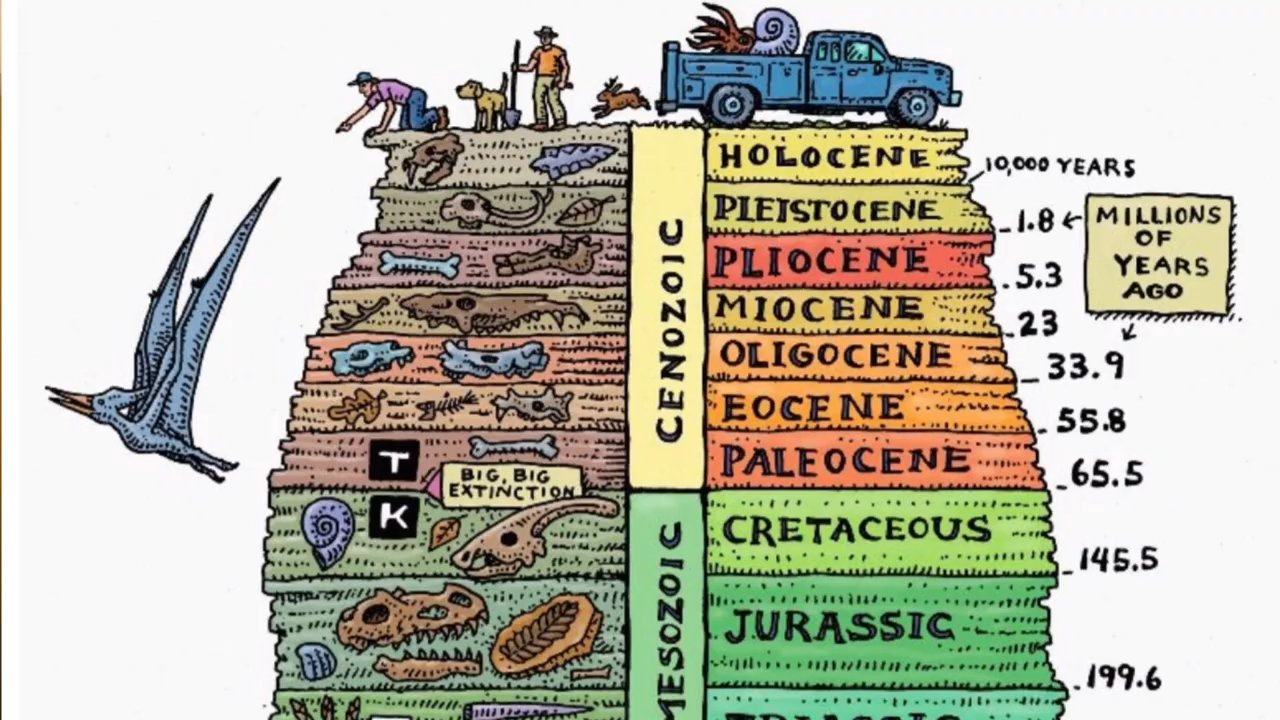 HOLOCENE
10,000 YEARS
PLEISTOCENE
1.8
MILLIONS
OF
YEARS
AGO
PLIOCENE
5.3
MIOCENE
23
OLIGOCENE
33.9
EOCENE
55.8
PALEOCENE
65.5
CENOZOIC
T
BIG, BIG
EXTINCTION
K
CRETACEOUS
145.5
JURASSIC
199.6
MESOZOIC
TRIASSIC